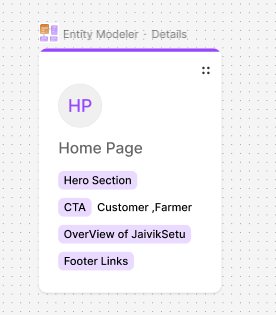 Entity Modeler - Details
HP
Home Page
Hero Section
CTA Customer ,Farmer
OverView of JaivikSetu
Footer Links